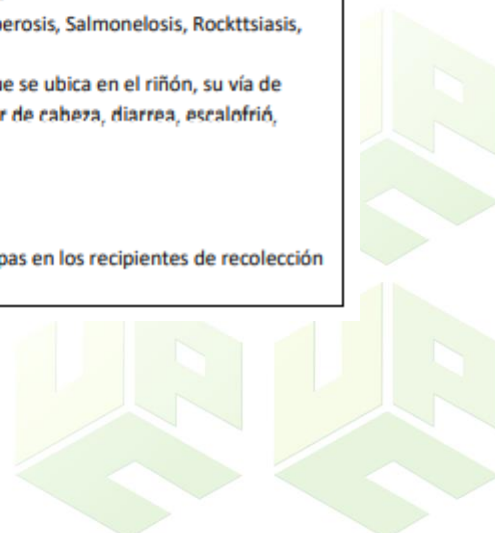 erosis, Salmonelosis, Rockttsiasis,
ue se ubica en el riñón, su vía de
r de cabeza, diarrea, escalofrió,
pas en los recipientes de recolección